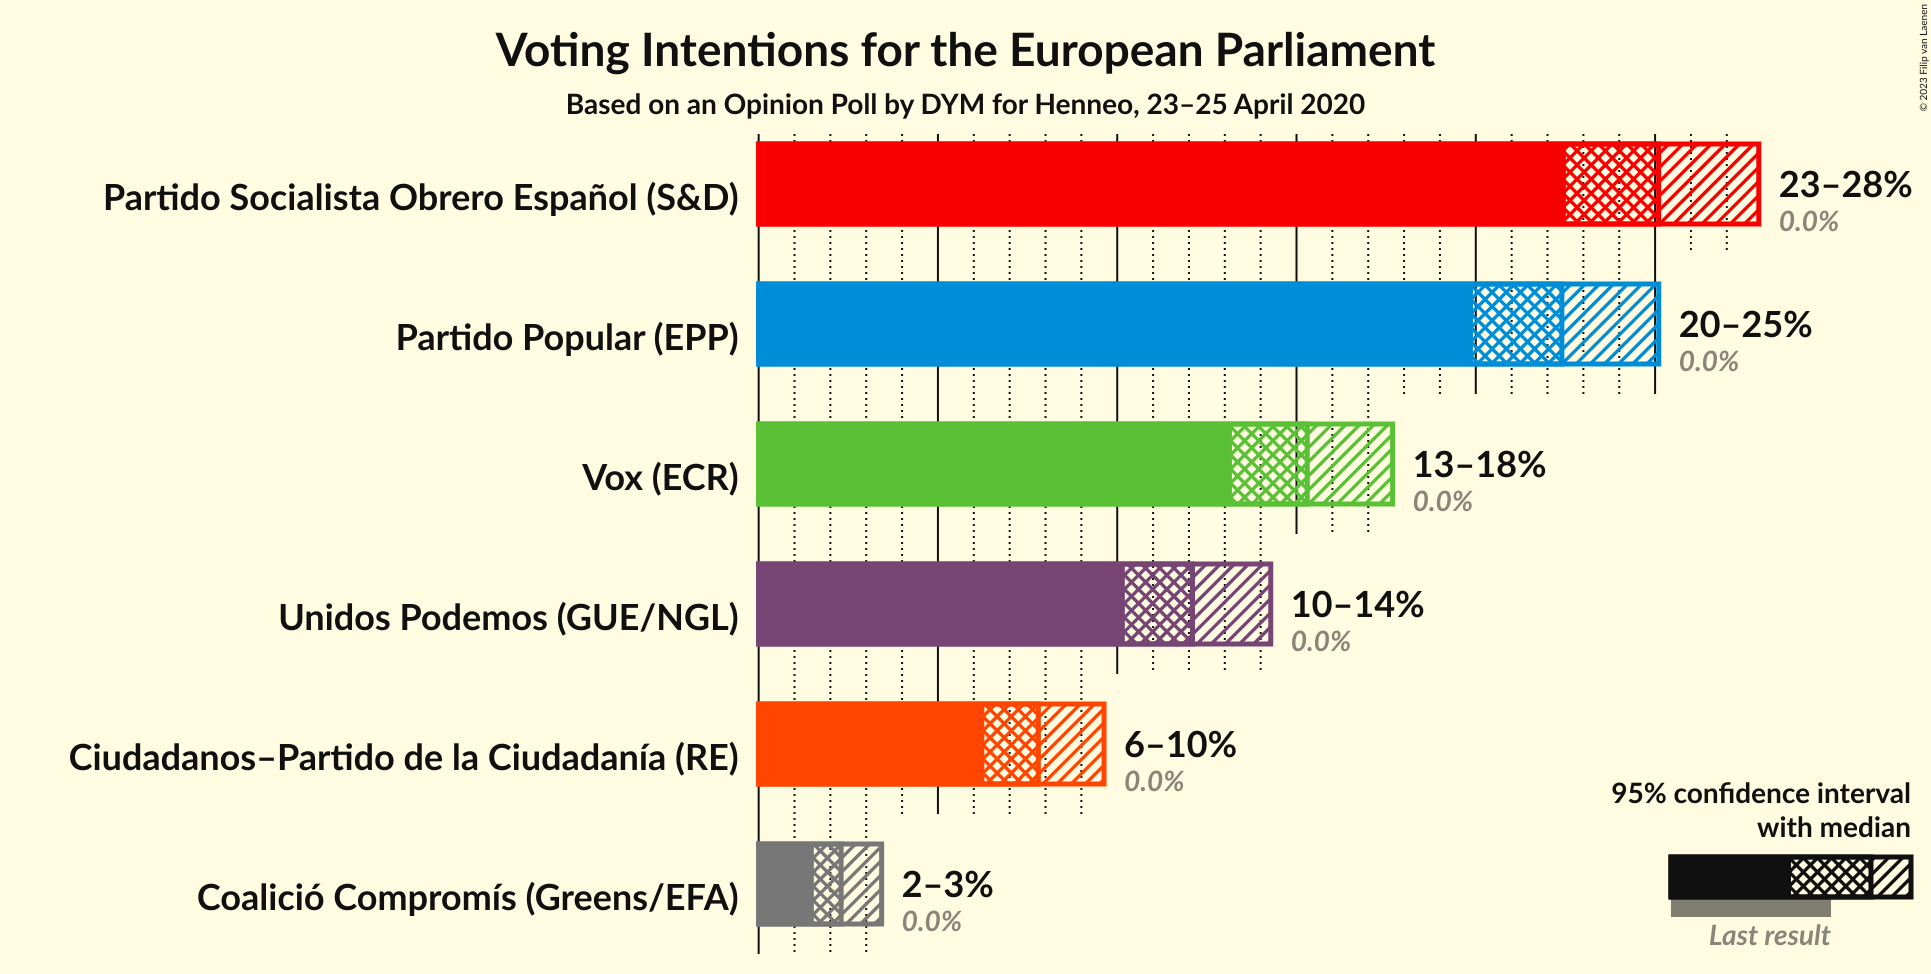 Voting Intentions for the European Parliament
Based on an Opinion Poll by DYM for Henneo, 23–25 April 2020
© 2023 Filip van Laenen
Partido Socialista Obrero Español (S&D)
23–28%
0.0%
Partido Popular (EPP)
20–25%
0.0%
Vox (ECR)
13–18%
0.0%
Unidos Podemos (GUE/NGL)
10–14%
0.0%
Ciudadanos–Partido de la Ciudadanía (RE)
6–10%
0.0%
Coalició Compromís (Greens/EFA)
2–3%
0.0%
95% confidence interval
with median
Last result